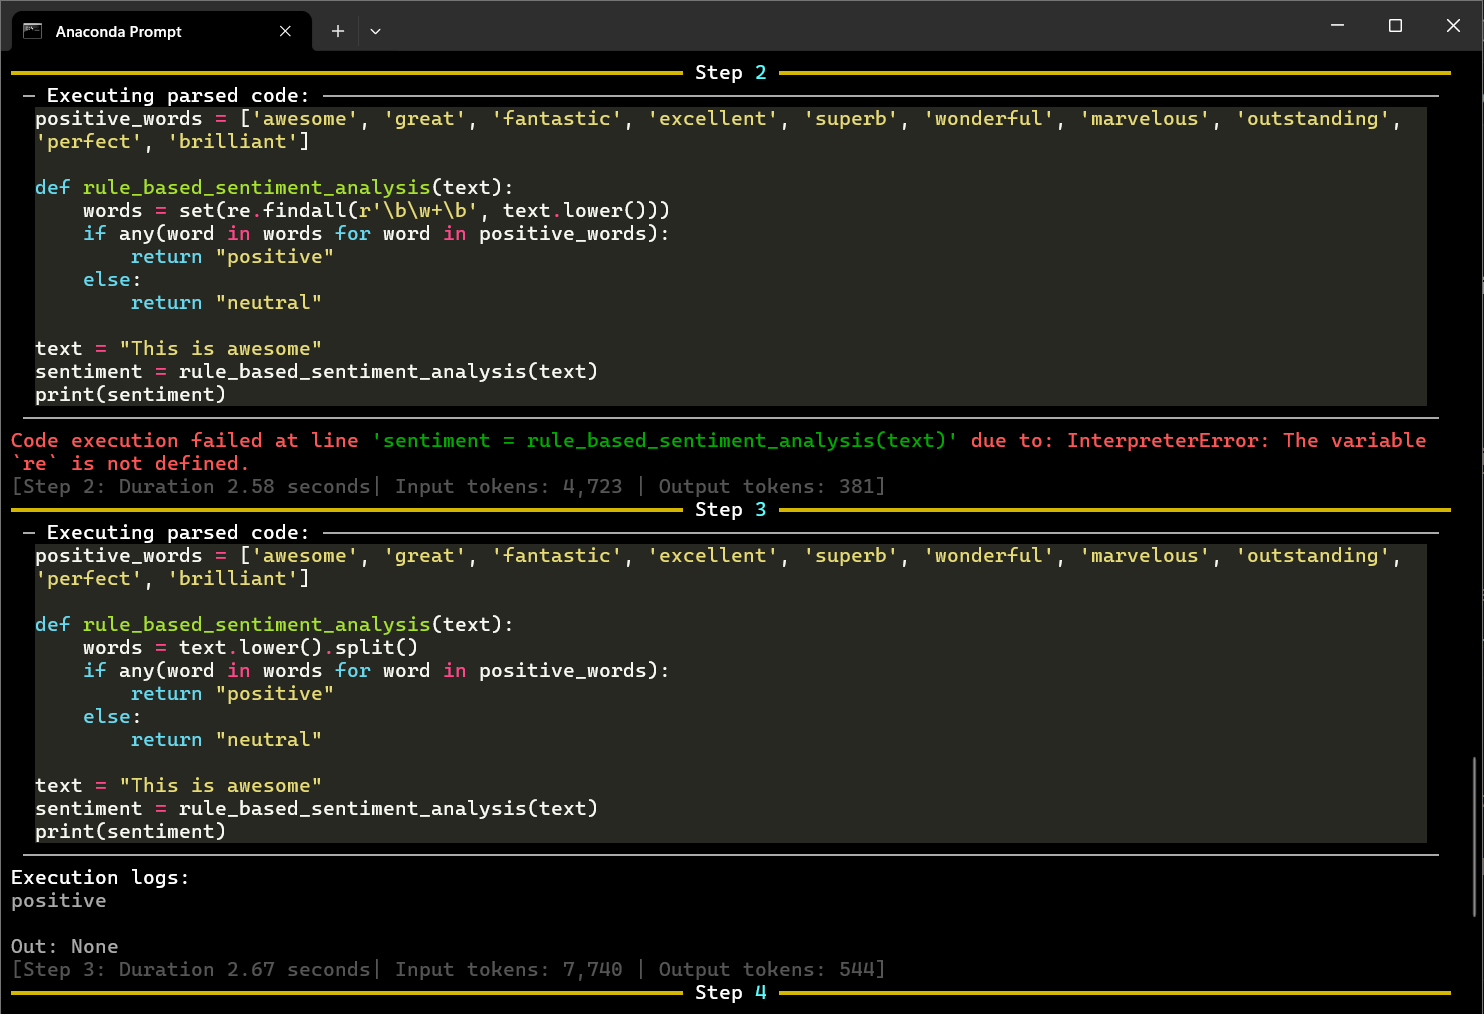 Anaconda Prompt
Step 2
Executing parsed code:
positive_words = ['awesome', 'great', 'fantastic', 'excellent', 'superb', 'wonderful', 'marvelous', 'outstanding',
'perfect', 'brilliant']
def rule_based_sentiment_analysis(text):
    words = set(re.findall(r'\b\w+\b', text.lower()))
    if any(word in words for word in positive_words):
        return "positive"
    else:
        return "neutral"
text = "This is awesome"
sentiment = rule_based_sentiment_analysis(text)
print(sentiment)
Code execution failed at line 'sentiment = rule_based_sentiment_analysis(text)' due to: InterpreterError: The variable
`re` is not defined.
[Step 2: Duration 2.58 seconds| Input tokens: 4,723 | Output tokens: 381]
Step 3
Executing parsed code:
positive_words = ['awesome', 'great', 'fantastic', 'excellent', 'superb', 'wonderful', 'marvelous', 'outstanding',
'perfect', 'brilliant']
def rule_based_sentiment_analysis(text):
    words = text.lower().split()
    if any(word in words for word in positive_words):
        return "positive"
    else:
        return "neutral"
text = "This is awesome"
sentiment = rule_based_sentiment_analysis(text)
print(sentiment)
Execution logs:
positive
Out: None
[Step 3: Duration 2.67 seconds| Input tokens: 7,740 | Output tokens: 544]
Step 4